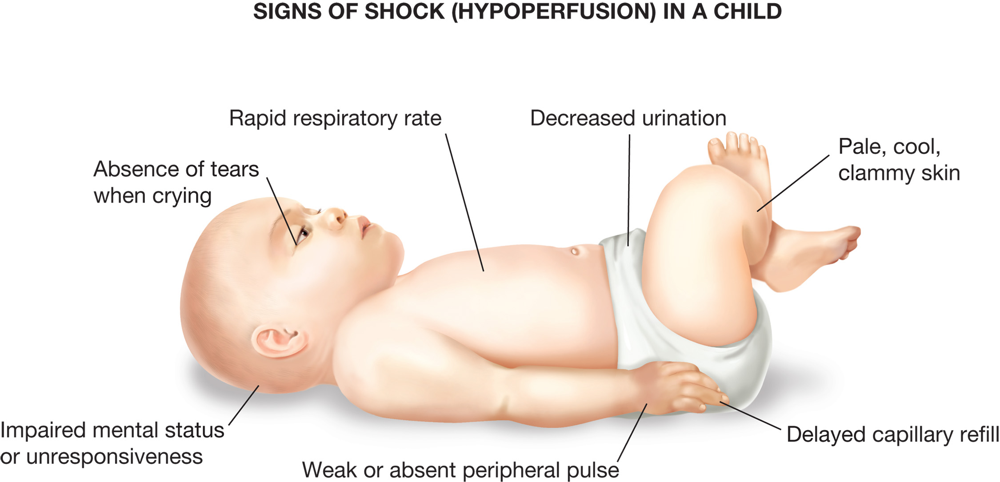 SIGNS OF SHOCK (HYPOPERFUSION) IN A CHILD
Rapid respiratory rate
Decreased urination
Pale, cool,
clammy skin
Absence of tears
when crying
Impaired mental status
or unresponsiveness
Delayed capillary refill
Weak or absent peripheral pulse